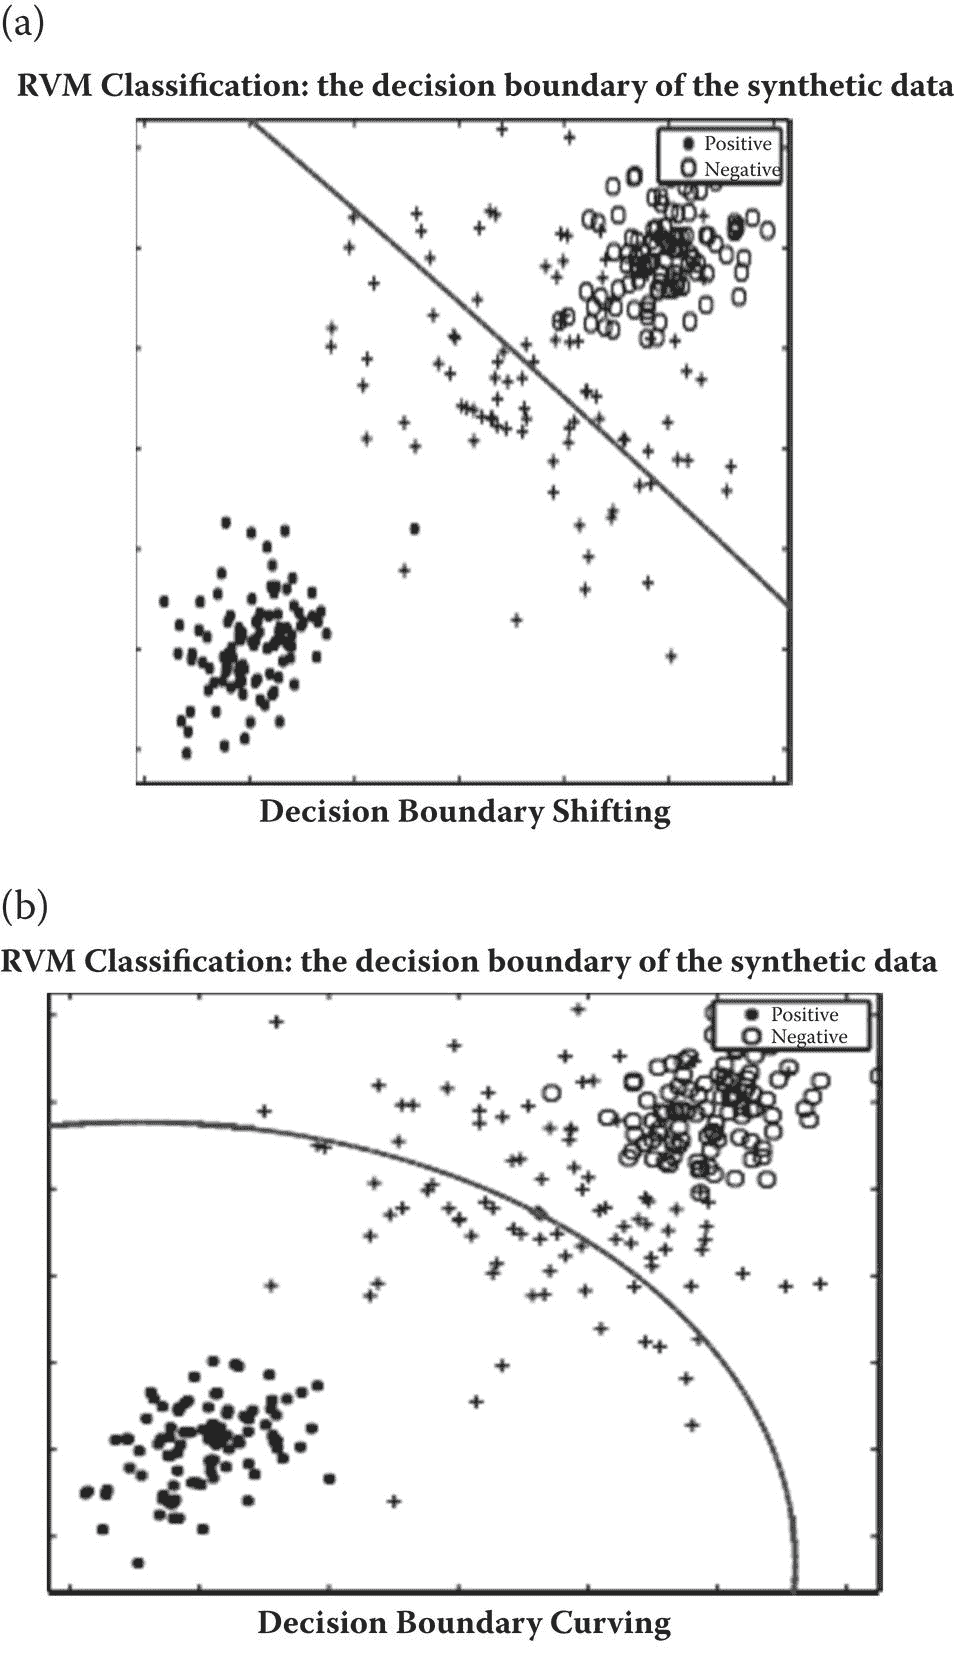 (a)
RVM Classification: the decision boundary of the synthetic data
Positive
Negative
Decision Boundary Shifting
(b)
RVM Classification: the decision boundary of the synthetic data
Positive
Negative
Decision Boundary Curving